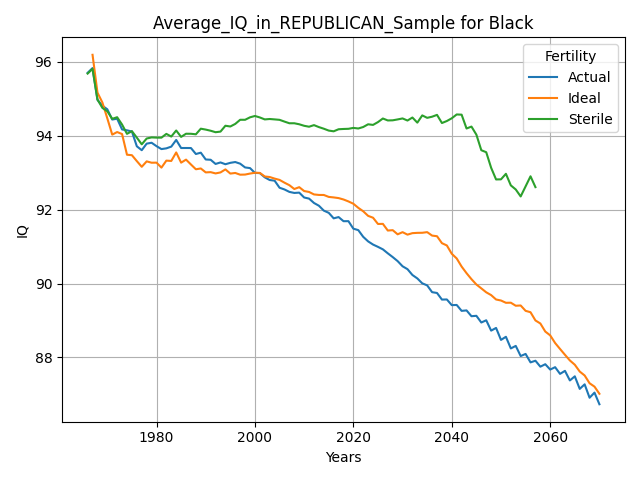 Average_IQ_in_REPUBLICAN_Sample for Black
IQ
96
94
92
90
88
Fertility
Actual
Ideal
Sterile
1980
2000
2020
2040
2060
Years